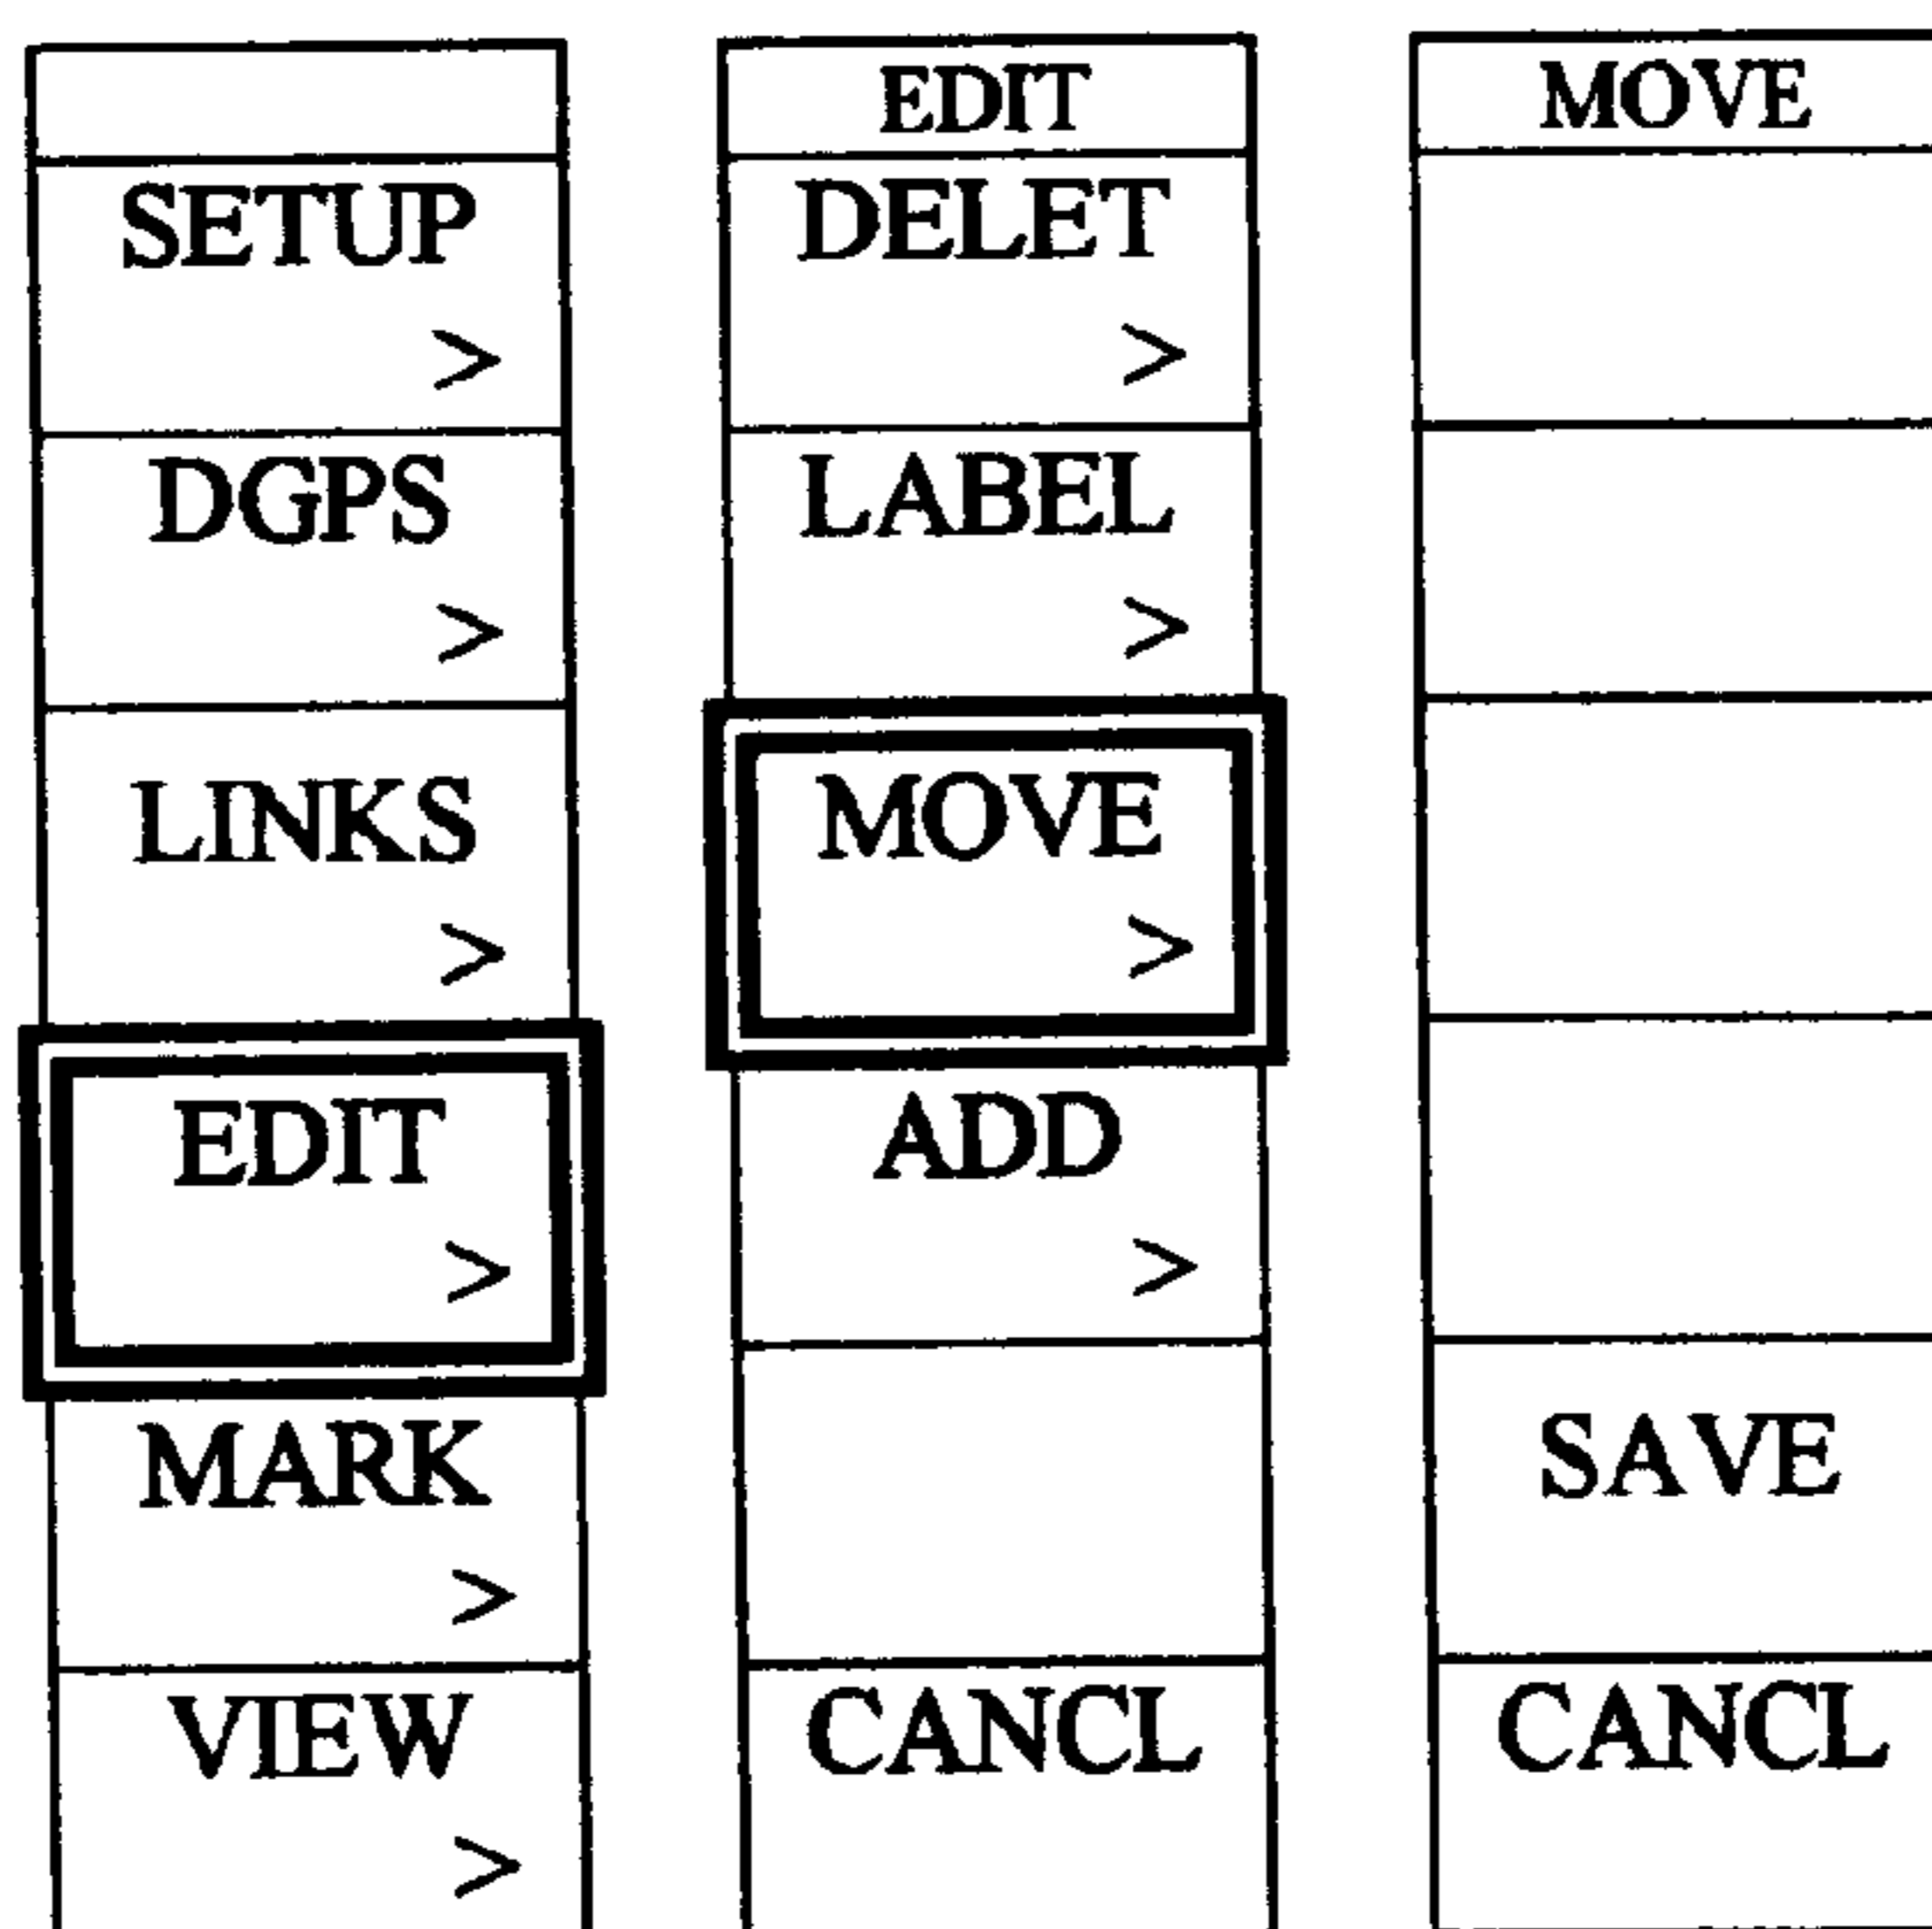 SETUP
>
DGPS
>
LINKS
>
EDIT
>
MARK
>
VIEW
>
EDIT
DELET
>
LABEL
>
MOVE
>
ADD
>
CANCL
MOVE
SAVE
CANCL